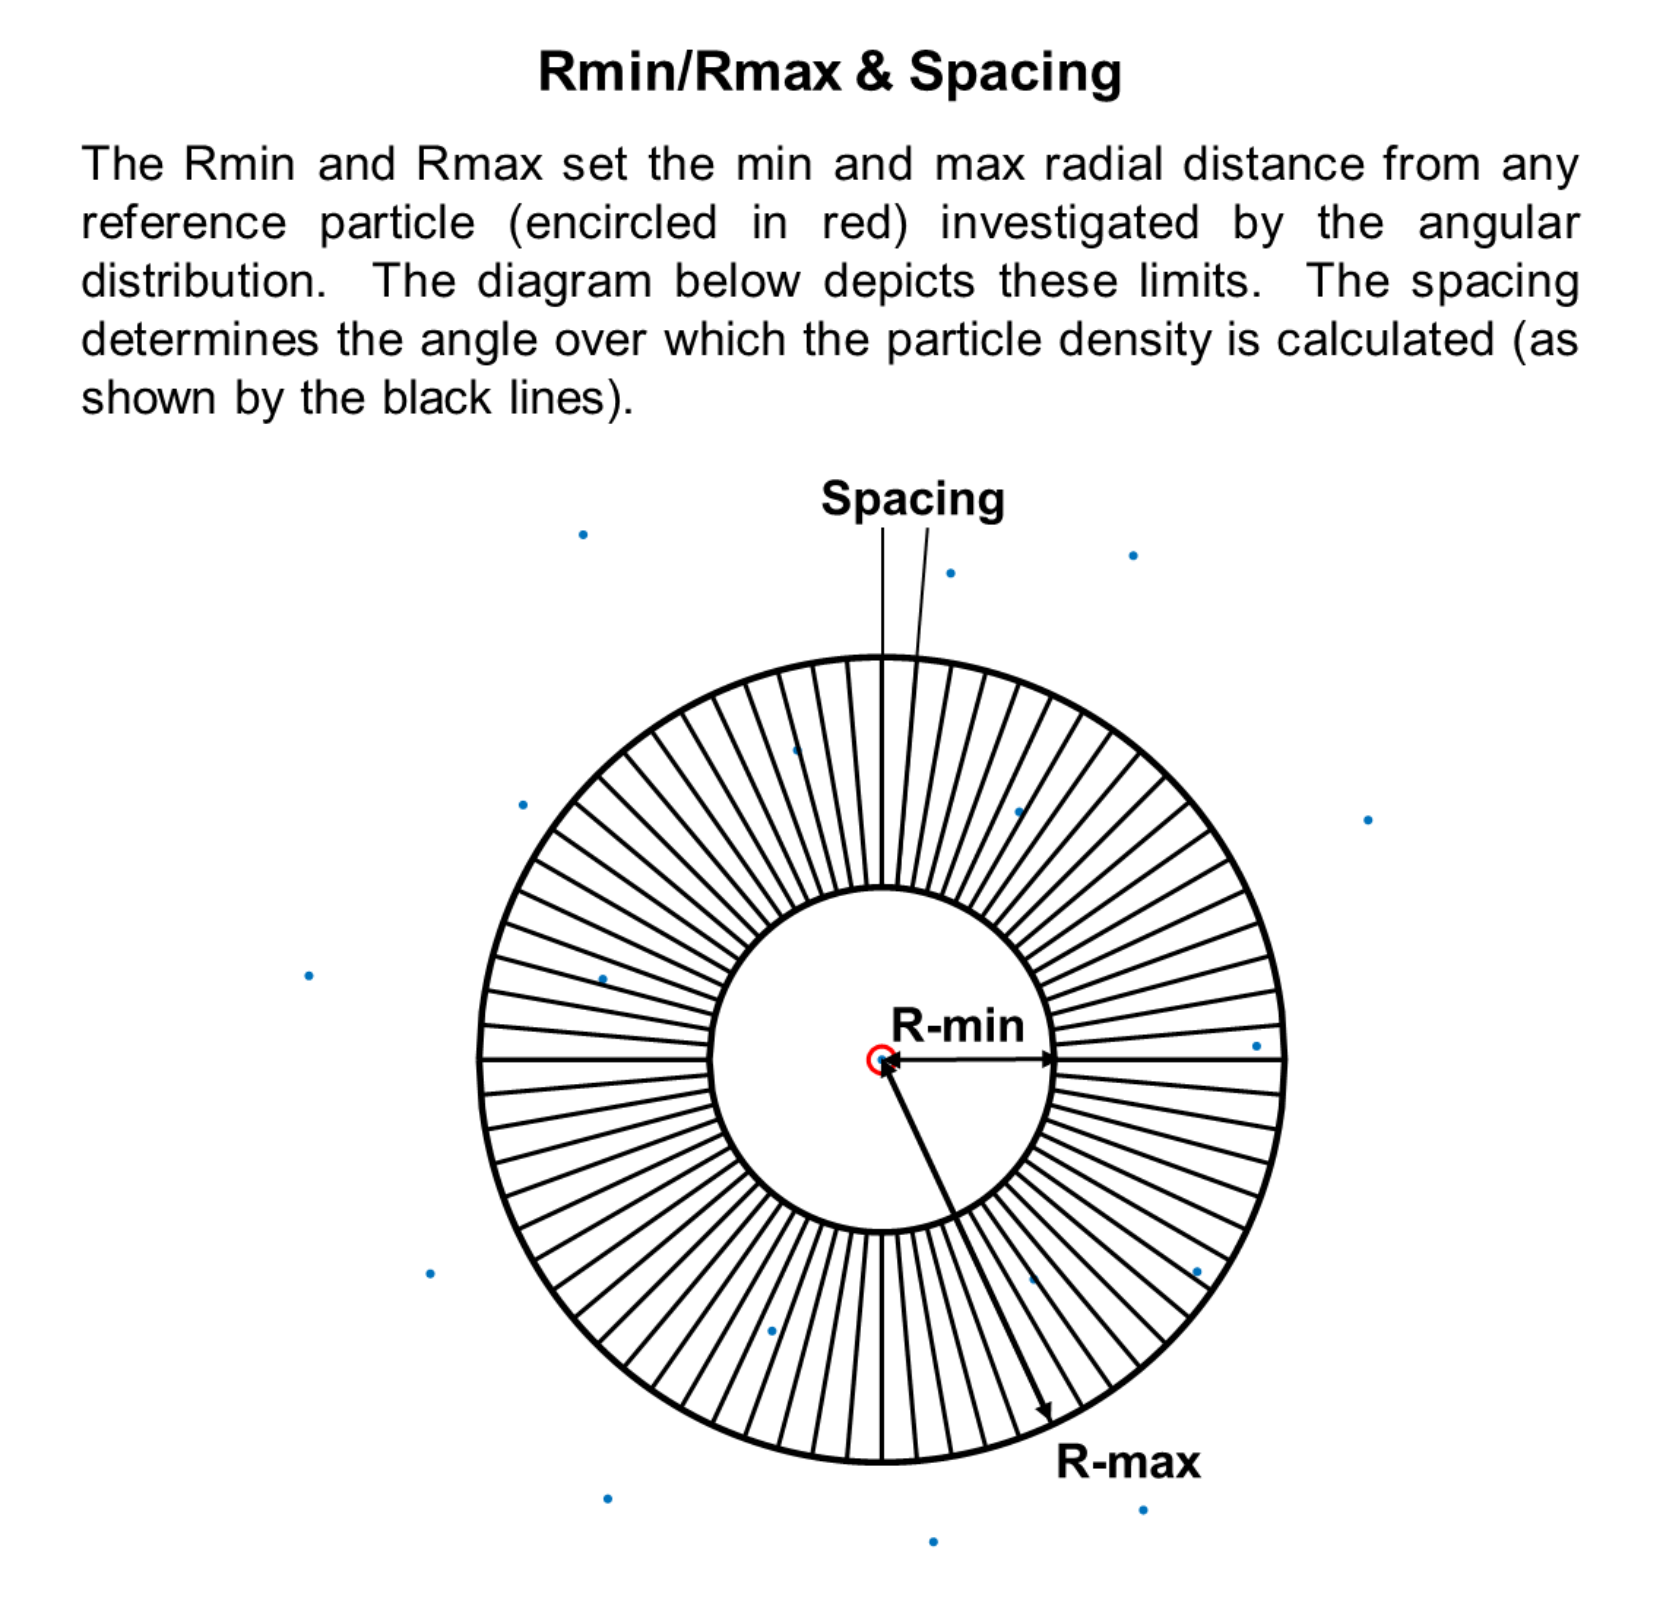 Rmin/Rmax & Spacing
The Rmin and Rmax set the min and max radial distance from any
reference particle (encircled in red) investigated by the angular
distribution. The diagram below depicts these limits. The spacing
determines the angle over which the particle density is calculated (as
shown by the black lines).
Spacing
R-min
R-max